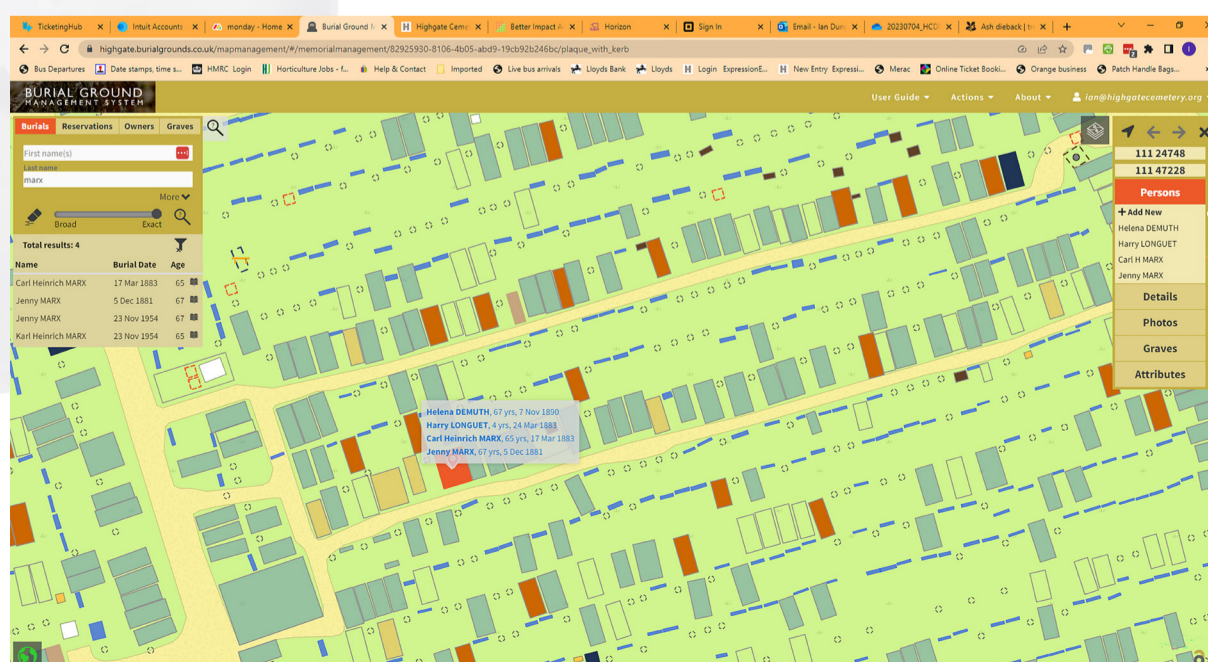 TicketingHub
Intuit Accounts
monday - Home
Burial Ground M
Highgate Ceme
Better Impact A
Horizon
Sign In
Email - Ian Dun
20230704_HCD
Ash dieback | tr
highgate.burialgrounds.co.uk/mapmanagement/#/memorialmanagement/82925930-8106-4b05-abd9-19cb92b246bc/plaque_with_kerb
Bus Departures
Date stamps, time s...
HMRC Login
Horticulture Jobs - f...
Help & Contact
Imported
Live bus arrivals
Lloyds Bank
Lloyds
Login ExpressionE...
New Entry Expressi...
Merac
Online Ticket Booki...
Orange business
Patch Handle Bags...
BURIAL GROUND
MANAGEMENT SYSTEM
User Guide
Actions
About
ian@highgatecemetery.org
Burials Reservations Owners Graves
First name(s)
Last name
marx
More
Broad Exact
Total results: 4
Name Burial Date Age
Carl Heinrich MARX 17 Mar 1883 65
Jenny MARX 5 Dec 1881 67
Jenny MARX 23 Nov 1954 67
Karl Heinrich MARX 23 Nov 1954 65
Helena DEMUTH, 67 yrs, 7 Nov 1890
Harry LONGUET, 4 yrs, 24 Mar 1883
Carl Heinrich MARX, 65 yrs, 17 Mar 1883
Jenny MARX, 67 yrs, 5 Dec 1881
111 24748
111 47228
Persons
+ Add New
Helena DEMUTH
Harry LONGUET
Carl H MARX
Jenny MARX
Details
Photos
Graves
Attributes